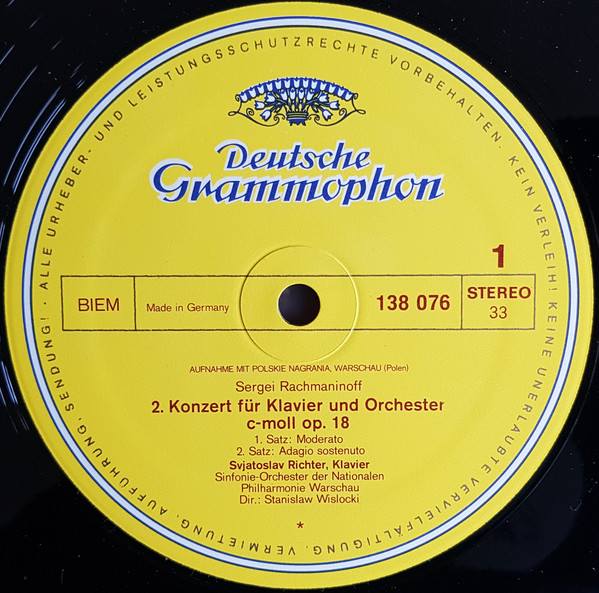 ALLE URHEBER- UND LEISTUNGSSCHUTZRECHTE VORBEHALTEN. KEIN VERLEIH! KEINE UNERLAUBTE VERVIELFÄLTIGUNG, VERMIETUNG, AUFFÜHRUNG, SENDUNG! ·
Deutsche
Grammophon
1
BIEM
Made in Germany
138 076
STEREO
33
AUFNAHME MIT POLSKIE NAGRANIA, WARSCHAU (Polen)
Sergei Rachmaninoff
2. Konzert für Klavier und Orchester
c-moll op. 18
1. Satz: Moderato
2. Satz: Adagio sostenuto
Svjatoslav Richter, Klavier
Sinfonie-Orchester der Nationalen
Philharmonie Warschau
Dir.: Stanislaw Wislocki
*